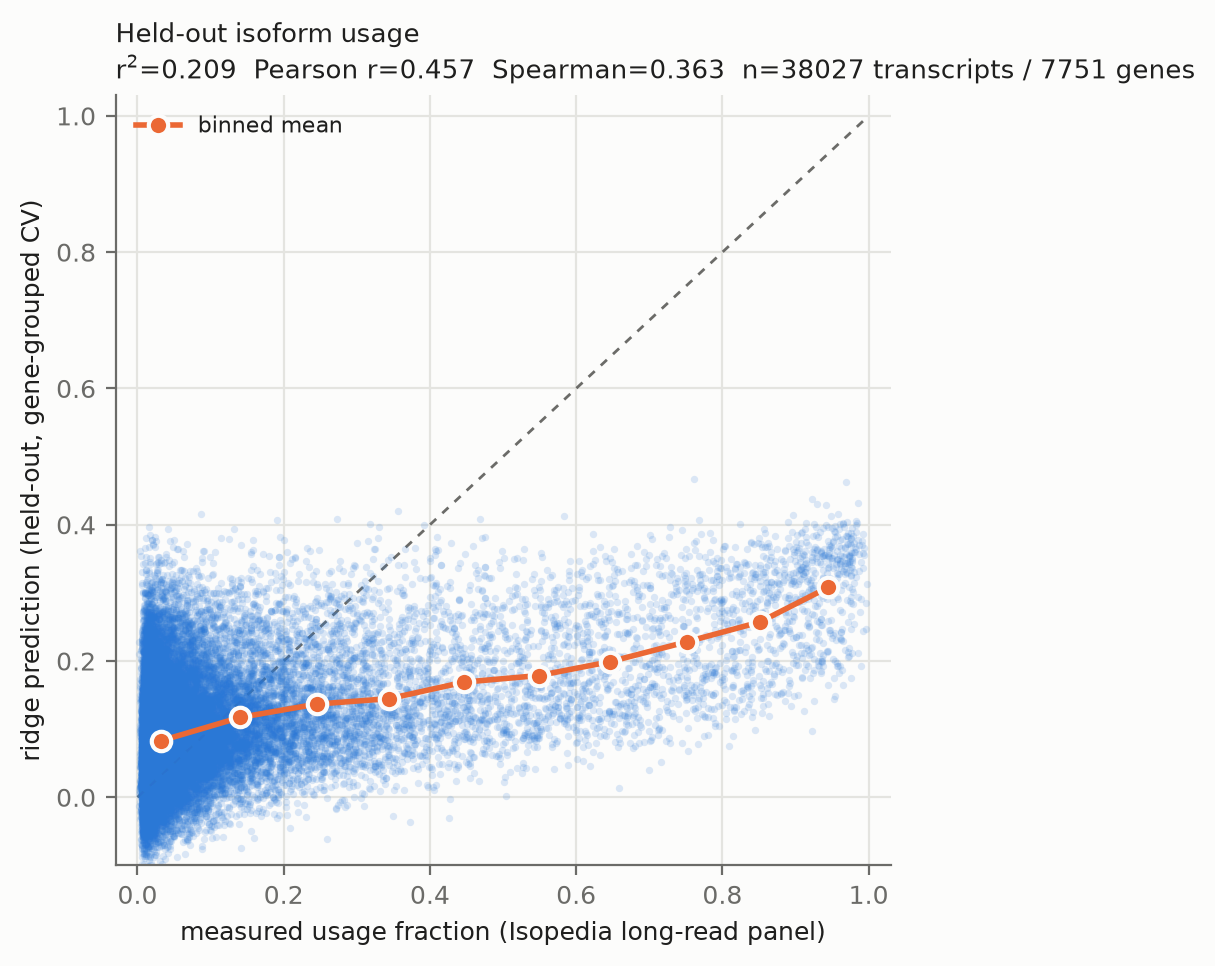 Held-out isoform usage
r²=0.209  Pearson r=0.457  Spearman=0.363  n=38027 transcripts / 7751 genes
1.0
0.8
0.6
0.4
0.2
0.0
ridge prediction (held-out, gene-grouped CV)
binned mean
0.0 0.2 0.4 0.6 0.8 1.0
measured usage fraction (Isopedia long-read panel)